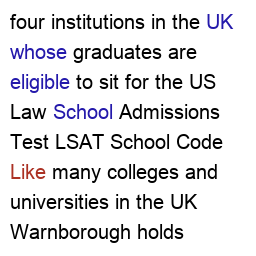 four institutions in the UK
whose graduates are
eligible to sit for the US
Law School Admissions
Test LSAT School Code
Like many colleges and
universities in the UK
Warnborough holds